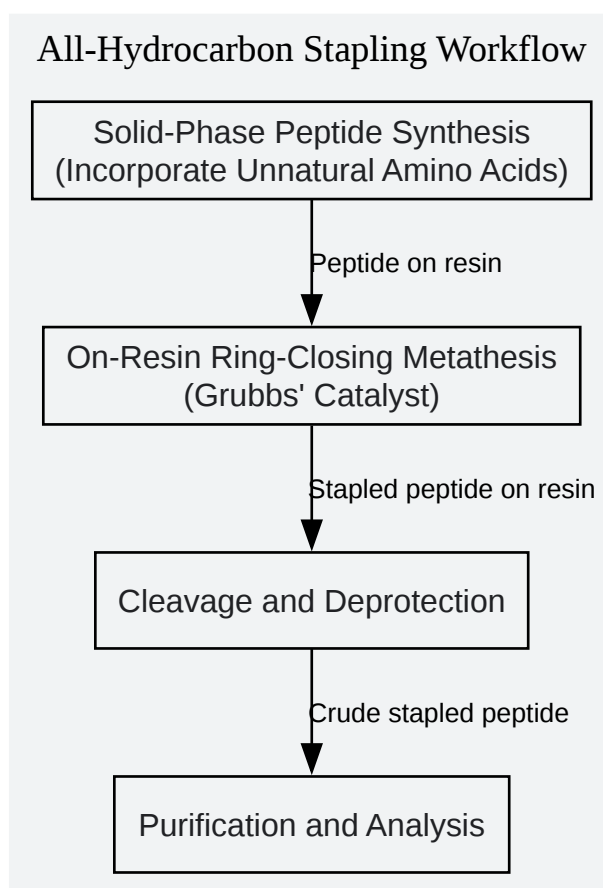 All-Hydrocarbon Stapling Workflow
Solid-Phase Peptide Synthesis
(Incorporate Unnatural Amino Acids)
Peptide on resin
On-Resin Ring-Closing Metathesis
(Grubbs' Catalyst)
Stapled peptide on resin
Cleavage and Deprotection
Crude stapled peptide
Purification and Analysis